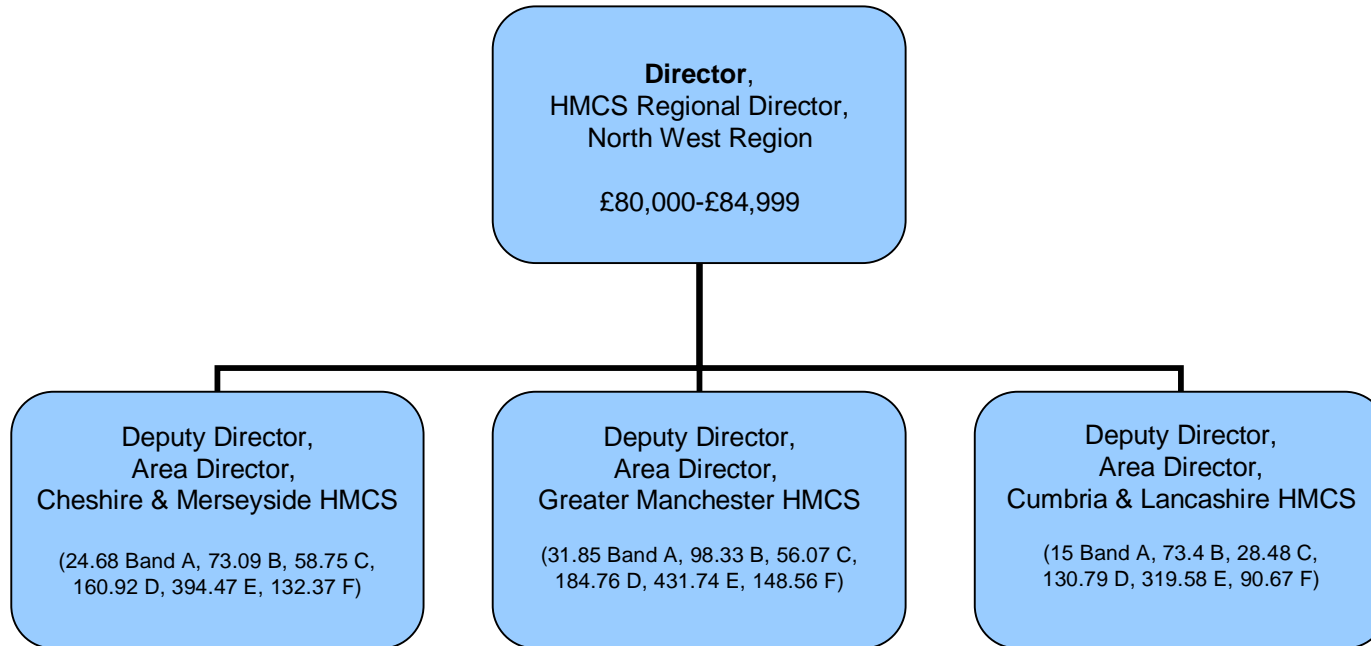 Director,
HMCS Regional Director,
North West Region
£80,000-£84,999
Deputy Director,
Area Director,
Cheshire & Merseyside HMCS
(24.68 Band A, 73.09 B, 58.75 C,
160.92 D, 394.47 E, 132.37 F)
Deputy Director,
Area Director,
Greater Manchester HMCS
(31.85 Band A, 98.33 B, 56.07 C,
184.76 D, 431.74 E, 148.56 F)
Deputy Director,
Area Director,
Cumbria & Lancashire HMCS
(15 Band A, 73.4 B, 28.48 C,
130.79 D, 319.58 E, 90.67 F)